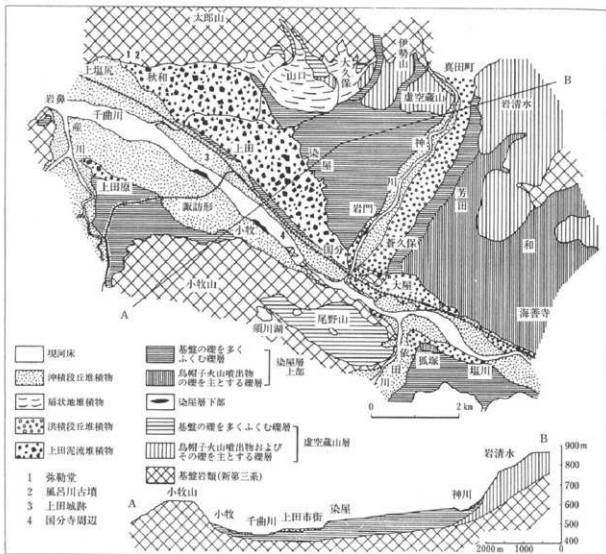 太郎山
伊勢山
大久保
真田町
1 2
秋和
山口
虚空蔵山
B
上塩尻
岩清水
岩鼻
千曲川
産川
上田
染屋
神川
3
上田原
岩門
芳田
諏訪形
和
小牧
4
国分
蒼久保
大屋
小牧山
海善寺
A
尾野山
須川湖
依田川
狐塚
塩川
0 2 km
現河床
沖積段丘堆積物
扇状地堆積物
洪積段丘堆積物
上田泥流堆積物
基盤の礫を多くふくむ礫層
烏帽子火山噴出物の礫を主とする礫層
染屋層上部
染屋層下部
基盤の礫を多くふくむ礫層
烏帽子火山噴出物およびその礫を主とする礫層
虚空蔵山層
基盤岩類(新第三系)
1 弥勒堂
2 風呂川古墳
3 上田城跡
4 国分寺周辺
B
岩清水
900m
800
700
600
500
400
A
小牧山
小牧
千曲川
上田市街
染屋
神川
2000m 1000 0